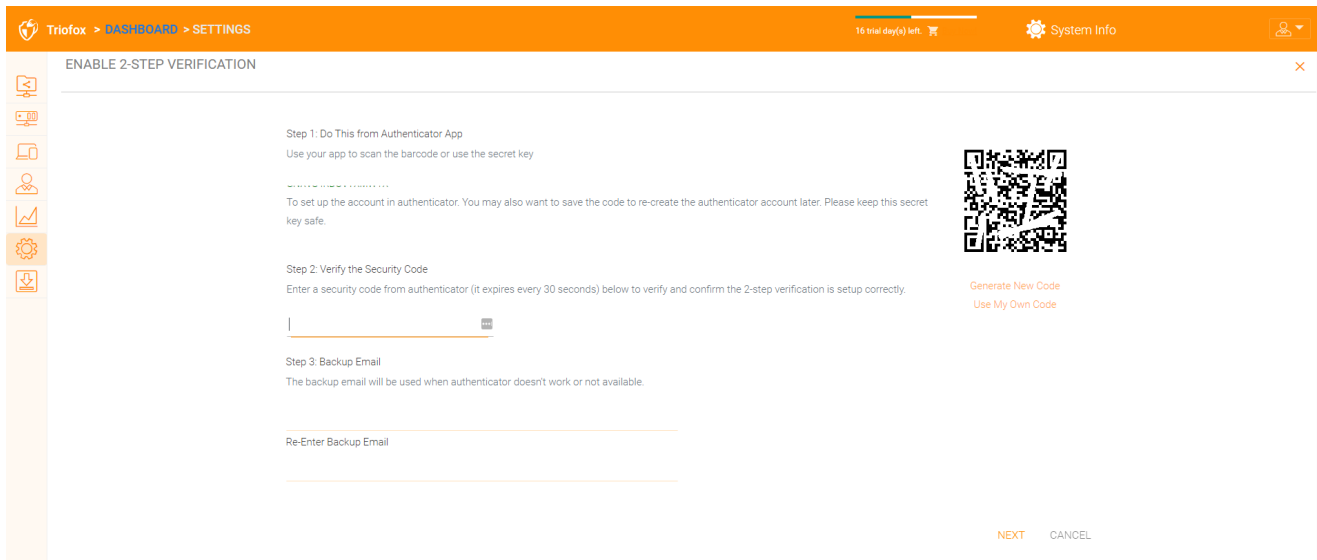 Triofox > DASHBOARD > SETTINGS
16 trial day(s) left.
System Info
ENABLE 2-STEP VERIFICATION
Step 1: Do This from Authenticator App
Use your app to scan the barcode or use the secret key
To set up the account in authenticator. You may also want to save the code to re-create the authenticator account later. Please keep this secret
key safe.
Step 2: Verify the Security Code
Enter a security code from authenticator (it expires every 30 seconds) below to verify and confirm the 2-step verification is setup correctly.
Generate New Code
Use My Own Code
Step 3: Backup Email
The backup email will be used when authenticator doesn't work or not available.
Re-Enter Backup Email
NEXT CANCEL